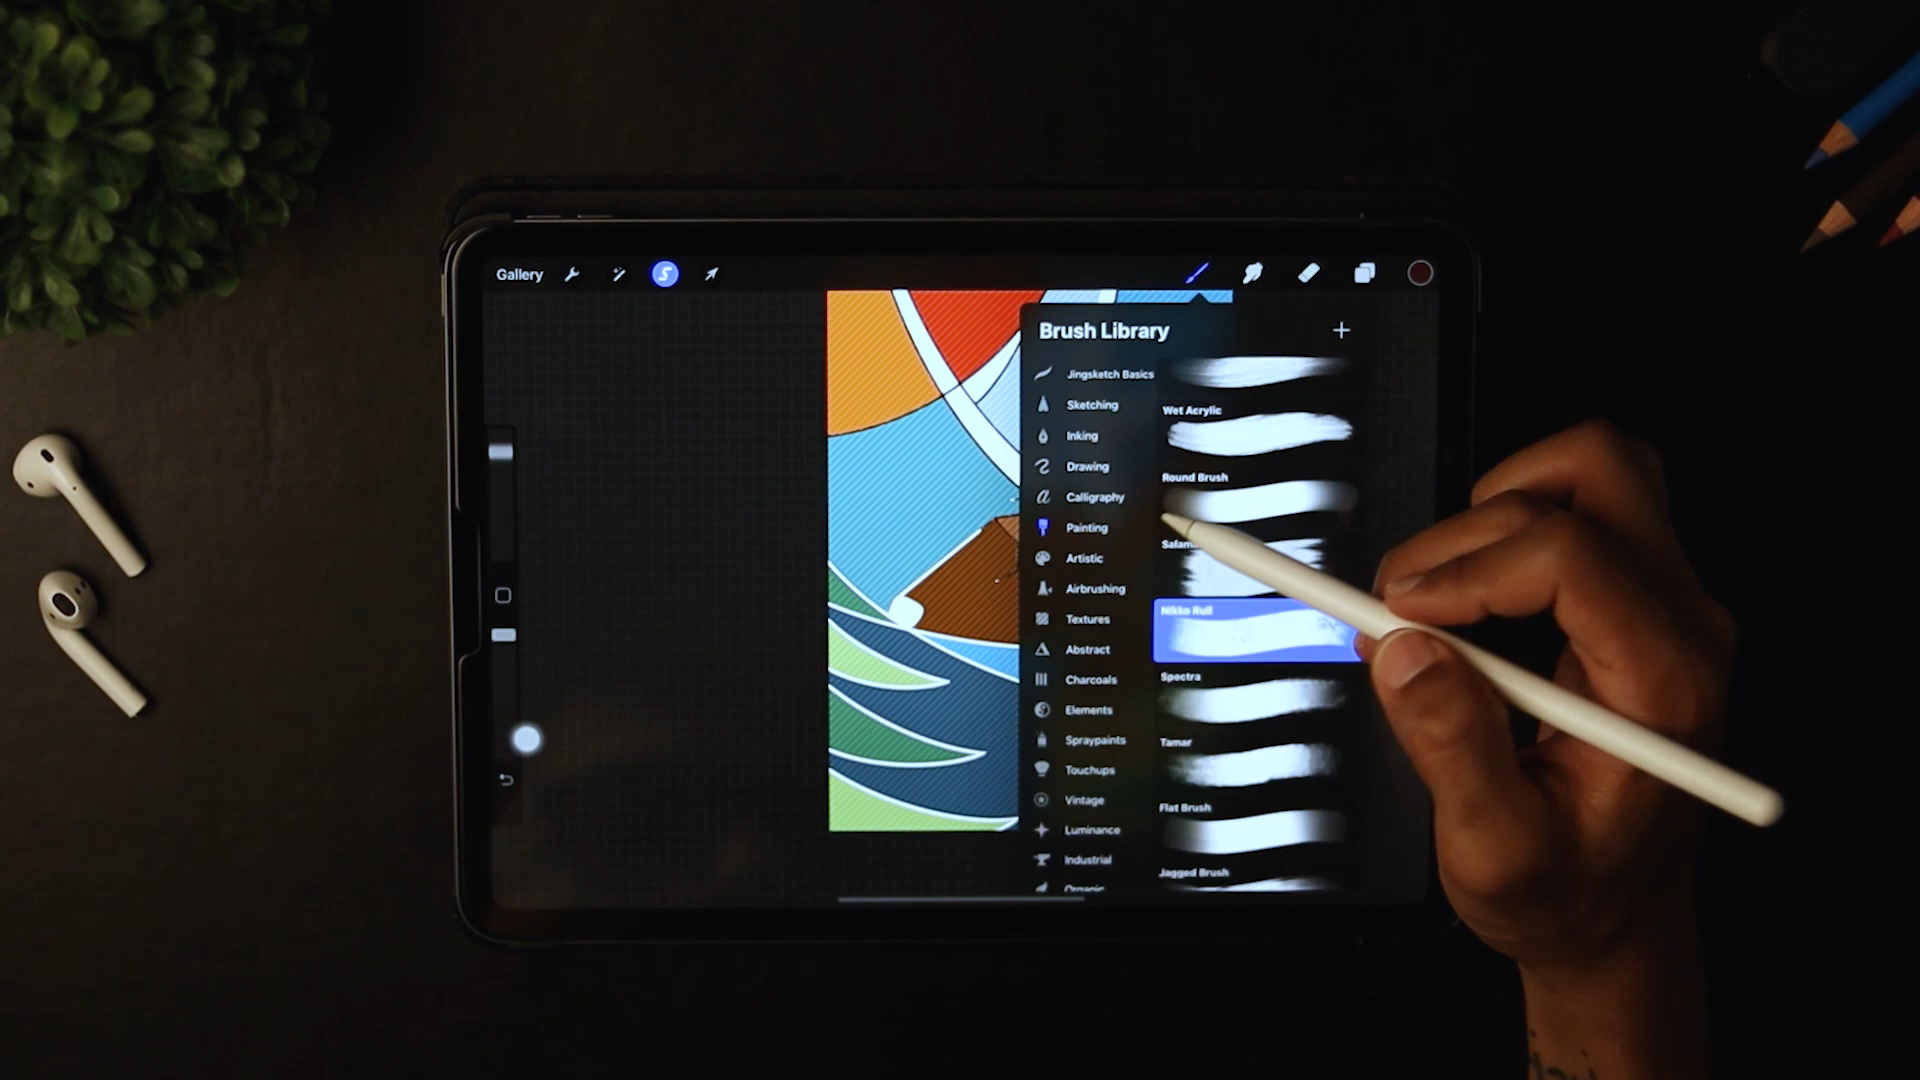 Gallery
Brush Library
Jingsketch Basics
Sketching
Inking
Drawing
Calligraphy
Painting
Artistic
Airbrushing
Textures
Abstract
Charcoals
Elements
Spraypaints
Touchups
Vintage
Luminance
Industrial
Organic
Wet Acrylic
Round Brush
Nikko Rull
Spectra
Tamar
Flat Brush
Jagged Brush